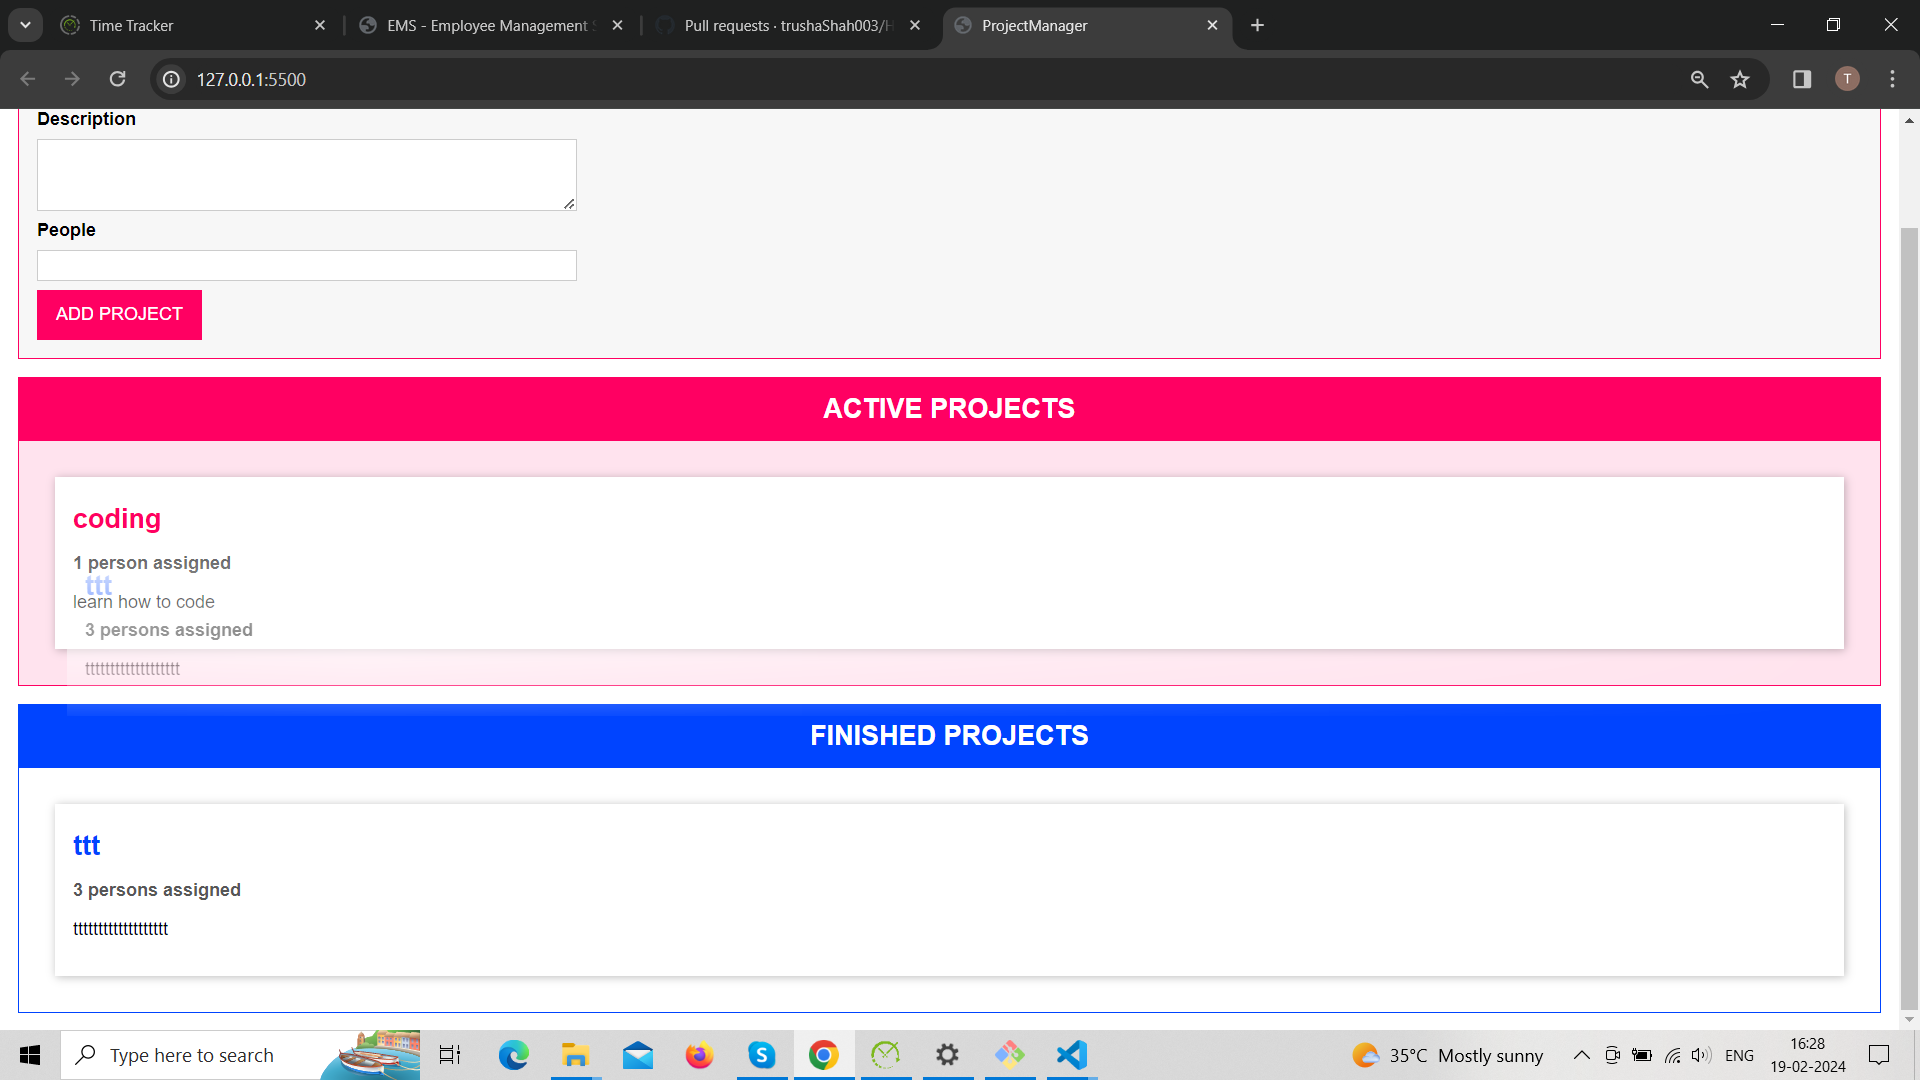 Time Tracker
EMS - Employee Management S
Pull requests · trushaShah003/H
ProjectManager
127.0.0.1:5500
T
Description
People
ADD PROJECT
ACTIVE PROJECTS
coding
1 person assigned
ttt
learn how to code
3 persons assigned
ttttttttttttttttttt
FINISHED PROJECTS
ttt
3 persons assigned
ttttttttttttttttttt
Type here to search
35°C Mostly sunny
ENG
16:28
19-02-2024